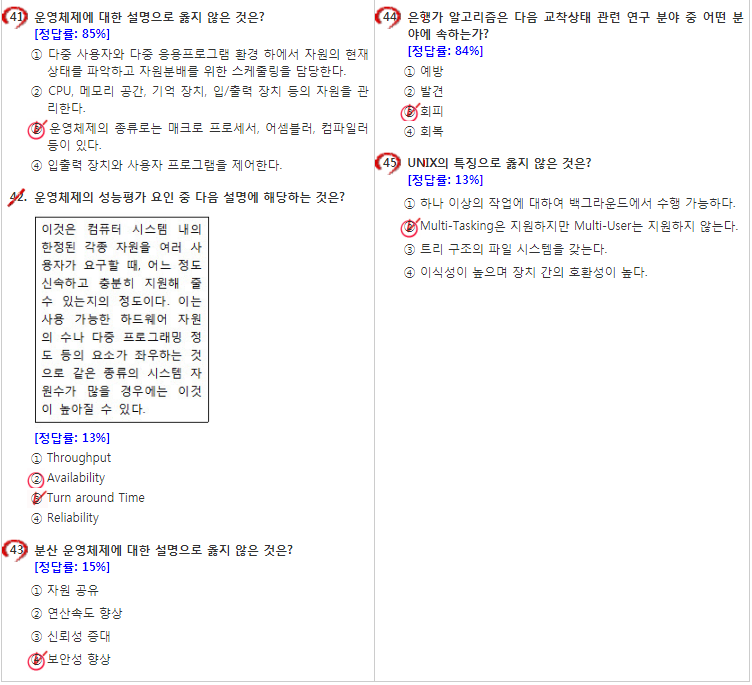 41. 운영체제에 대한 설명으로 옳지 않은 것은?
[정답률: 85%]
① 다중 사용자와 다중 응용프로그램 환경 하에서 자원의 현재
상태를 파악하고 자원분배를 위한 스케줄링을 담당한다.
② CPU, 메모리 공간, 기억 장치, 입/출력 장치 등의 자원을 관
리한다.
③ 운영체제의 종류로는 매크로 프로세서, 어셈블러, 컴파일러
등이 있다.
④ 입출력 장치와 사용자 프로그램을 제어한다.
42. 운영체제의 성능평가 요인 중 다음 설명에 해당하는 것은?
이것은 컴퓨터 시스템 내의
한정된 각종 자원을 여러 사
용자가 요구할 때, 어느 정도
신속하고 충분히 지원해 줄
수 있는지의 정도이다. 이는
사용 가능한 하드웨어 자원
의 수나 다중 프로그래밍 정
도 등의 요소가 좌우하는 것
으로 같은 종류의 시스템 자
원수가 많을 경우에는 이것
이 높아질 수 있다.
[정답률: 13%]
① Throughput
② Availability
③ Turn around Time
④ Reliability
43. 분산 운영체제에 대한 설명으로 옳지 않은 것은?
[정답률: 15%]
① 자원 공유
② 연산속도 향상
③ 신뢰성 증대
④ 보안성 향상
44. 은행가 알고리즘은 다음 교착상태 관련 연구 분야 중 어떤 분
야에 속하는가?
[정답률: 84%]
① 예방
② 발견
③ 회피
④ 회복
45. UNIX의 특징으로 옳지 않은 것은?
[정답률: 13%]
① 하나 이상의 작업에 대하여 백그라운드에서 수행 가능하다.
② Multi-Tasking은 지원하지만 Multi-User는 지원하지 않는다.
③ 트리 구조의 파일 시스템을 갖는다.
④ 이식성이 높으며 장치 간의 호환성이 높다.